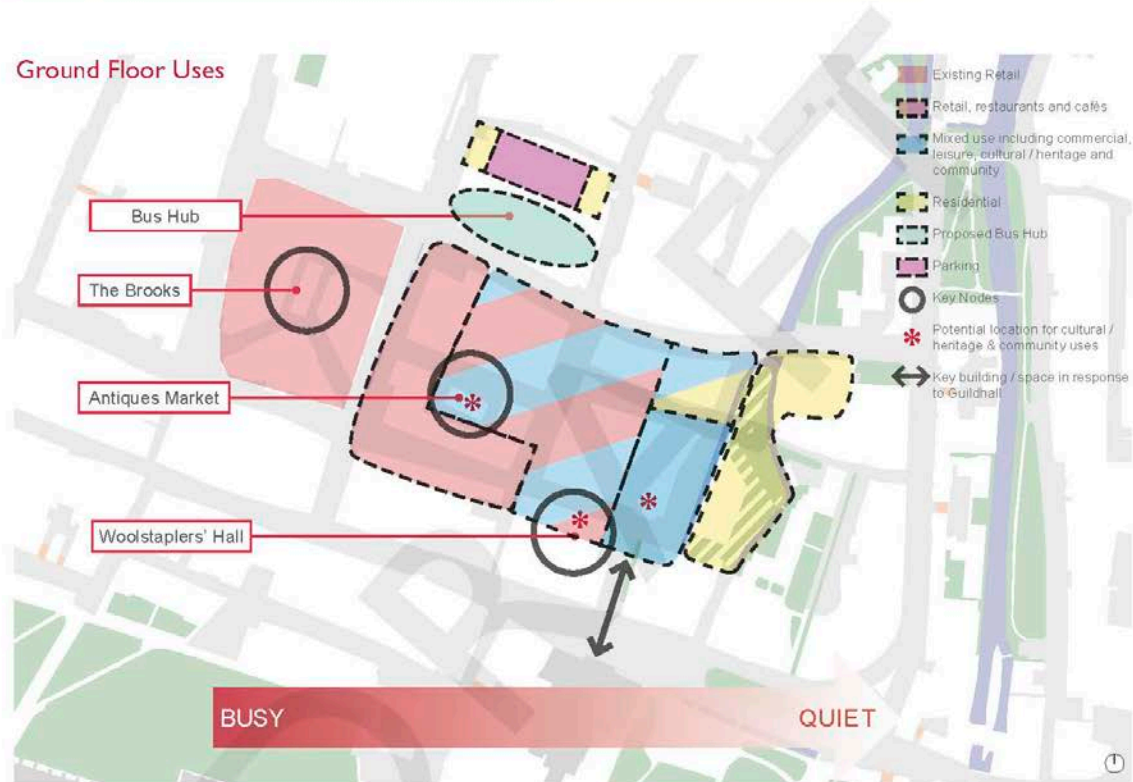 Ground Floor Uses
Bus Hub
The Brooks
Antiques Market
Woolstaplers' Hall
Existing Retail
Retail, restaurants and cafés
Mixed use including commercial,
leisure, cultural / heritage and
community
Residential
Proposed Bus Hub
Parking
Key Nodes
Potential location for cultural /
heritage & community uses
Key building / space in response
to Guildhall
BUSY
QUIET